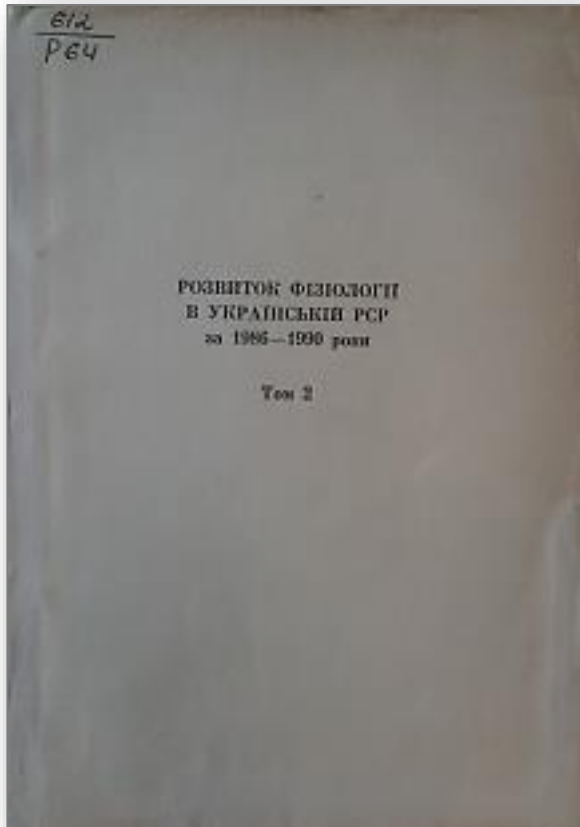 612
Р64
РОЗВИТОК ФІЗІОЛОГІЇ
В УКРАЇНСЬКІЙ РСР
за 1986—1990 роки
Том 2